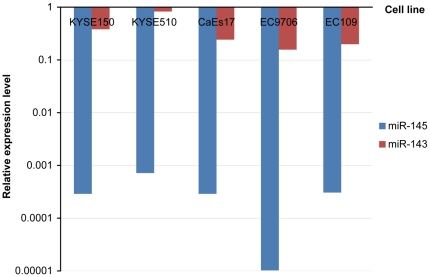 1
Cell line
KYSE150 KYSE510 CaEs17 EC9706 EC109
0.1
0.01
0.001
0.0001
0.00001
Relative expression level
miR-145
miR-143